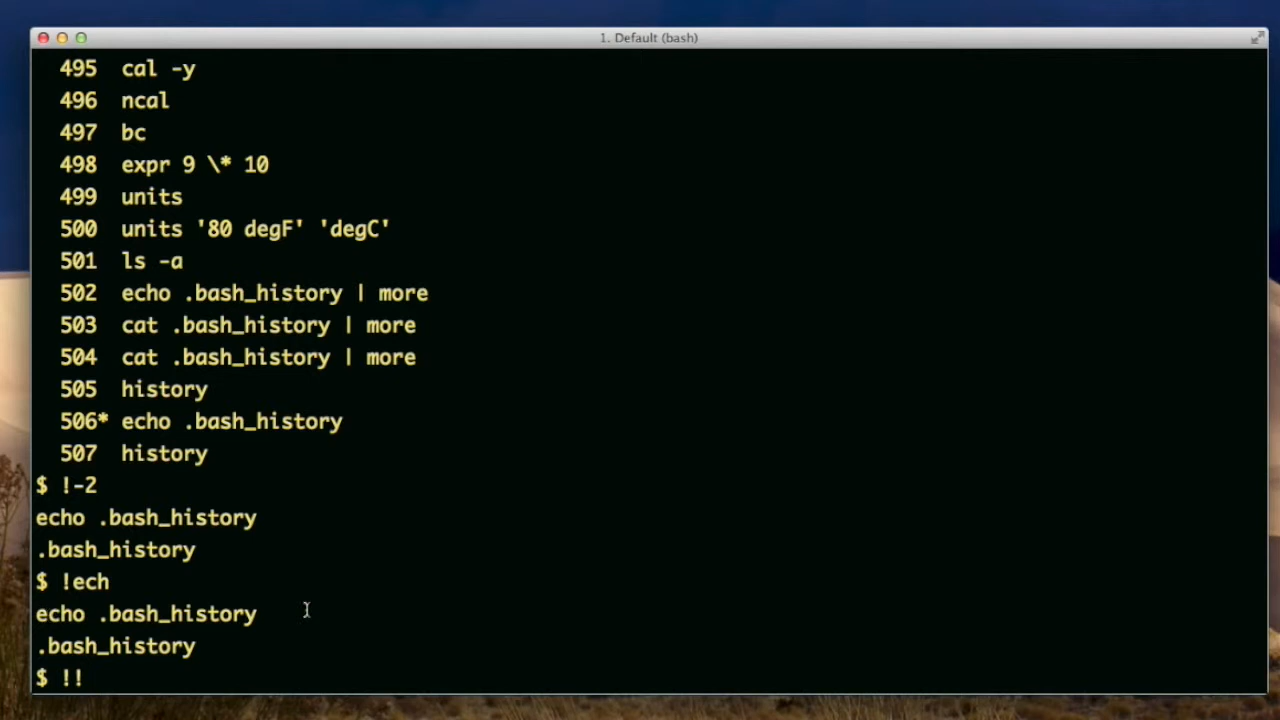 1. Default (bash)
495 cal -y
496 ncal
497 bc
498 expr 9 \* 10
499 units
500 units '80 degF' 'degC'
501 ls -a
502 echo .bash_history | more
503 cat .bash_history | more
504 cat .bash_history | more
505 history
506* echo .bash_history
507 history
$ !-2
echo .bash_history
.bash_history
$ !ech
echo .bash_history
.bash_history
$ !!